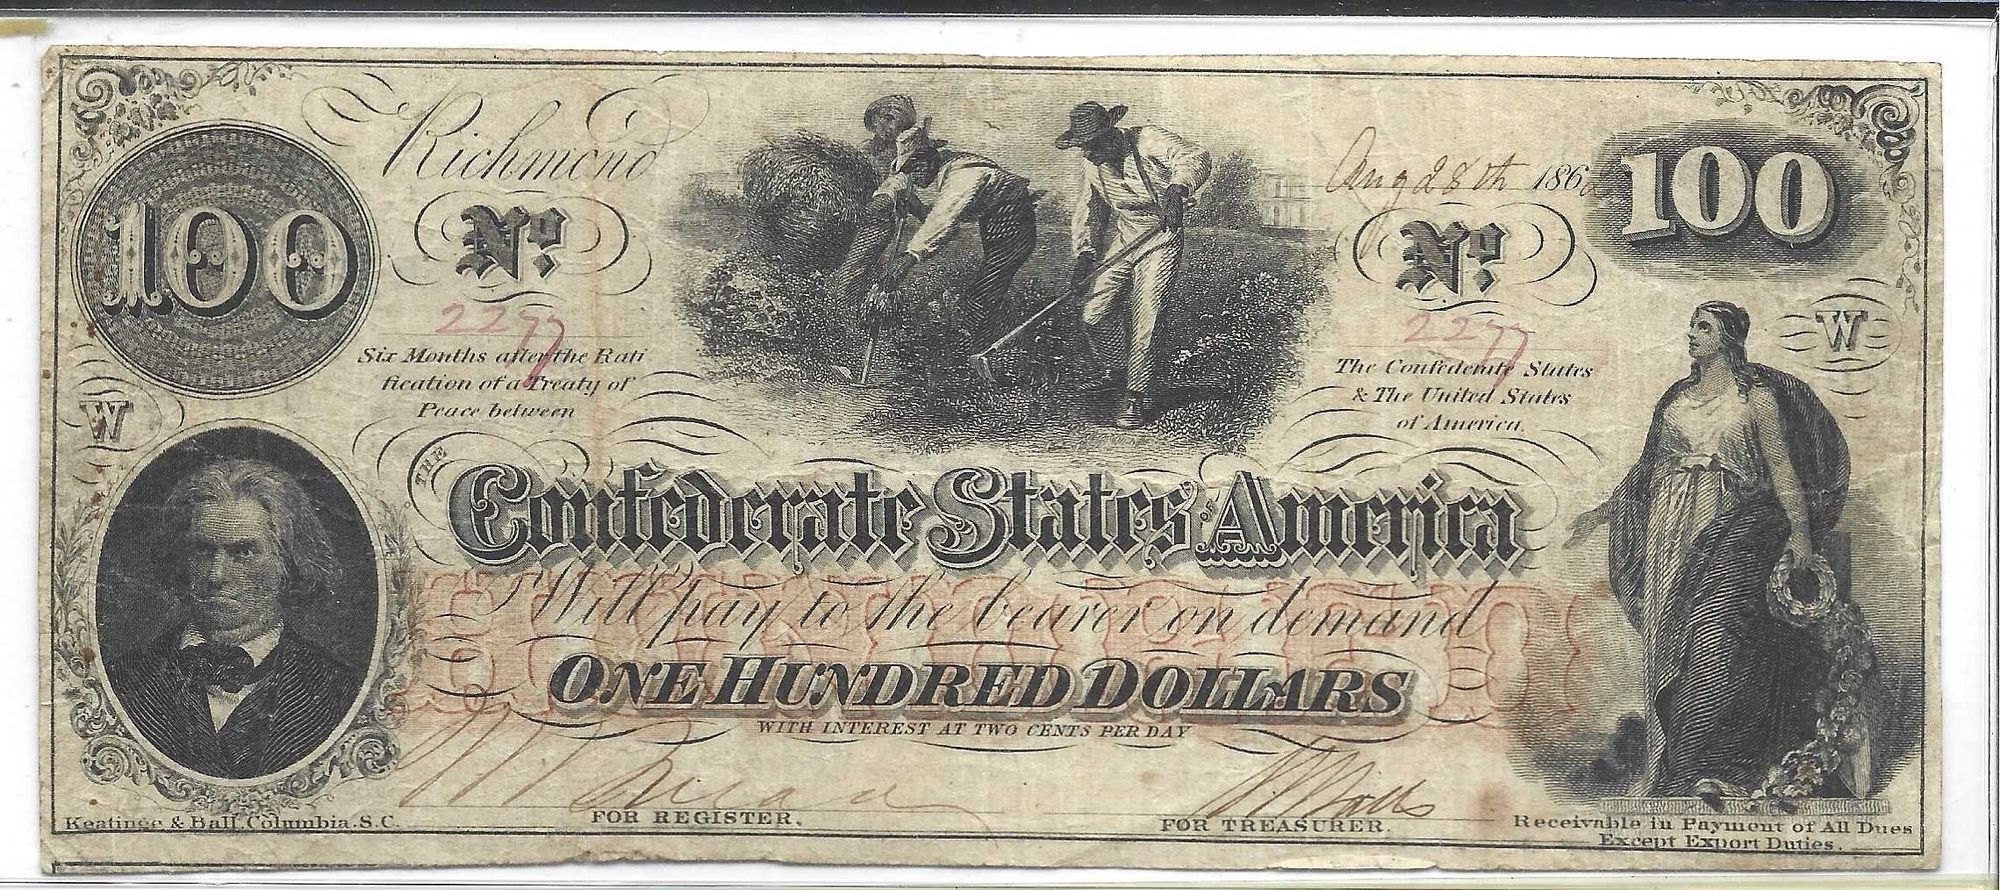 100
Richmond
Aug 28th 1862
100
No.
No.
2277
2277
Six Months after the Rati
fication of a Treaty of
Peace between
The Confederate States
& The United States
of America.
W
W
THE
Confederate States OF America
Will pay to the bearer on demand
ONE HUNDRED DOLLARS
WITH INTEREST AT TWO CENTS PER DAY
FOR REGISTER.
FOR TREASURER.
Keatinge & Ball, Columbia, S.C.
Receivable in Payment of All Dues
Except Export Duties.